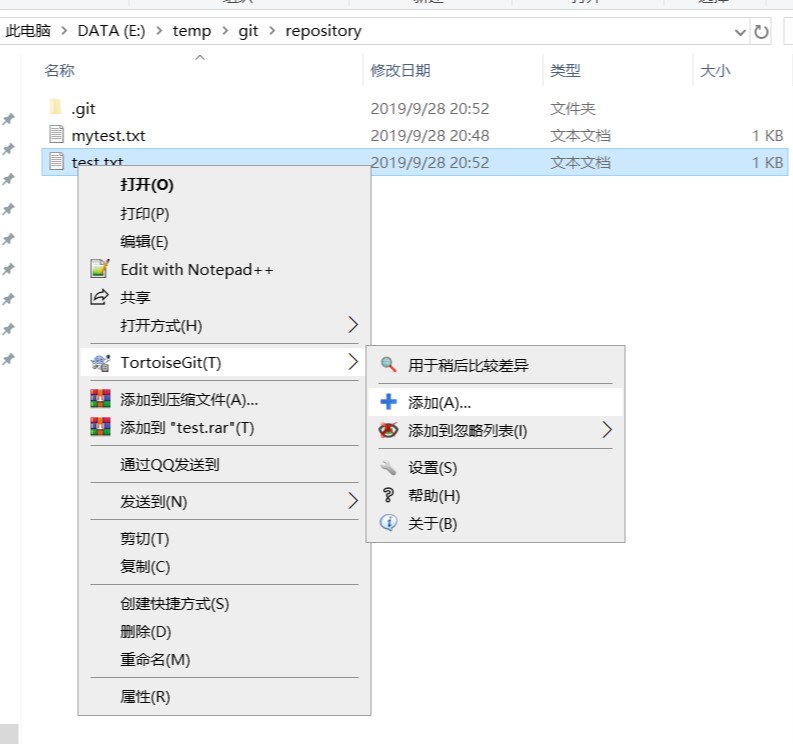 此电脑 > DATA (E:) > temp > git > repository
名称 修改日期 类型 大小
.git 2019/9/28 20:52 文件夹
mytest.txt 2019/9/28 20:48 文本文档 1 KB
test.txt 2019/9/28 20:52 文本文档 1 KB
打开(O)
打印(P)
编辑(E)
Edit with Notepad++
共享
打开方式(H)
TortoiseGit(T)
添加到压缩文件(A)...
添加到 "test.rar"(T)
通过QQ发送到
发送到(N)
剪切(T)
复制(C)
创建快捷方式(S)
删除(D)
重命名(M)
属性(R)
用于稍后比较差异
添加(A)...
添加到忽略列表(I)
设置(S)
帮助(H)
关于(B)